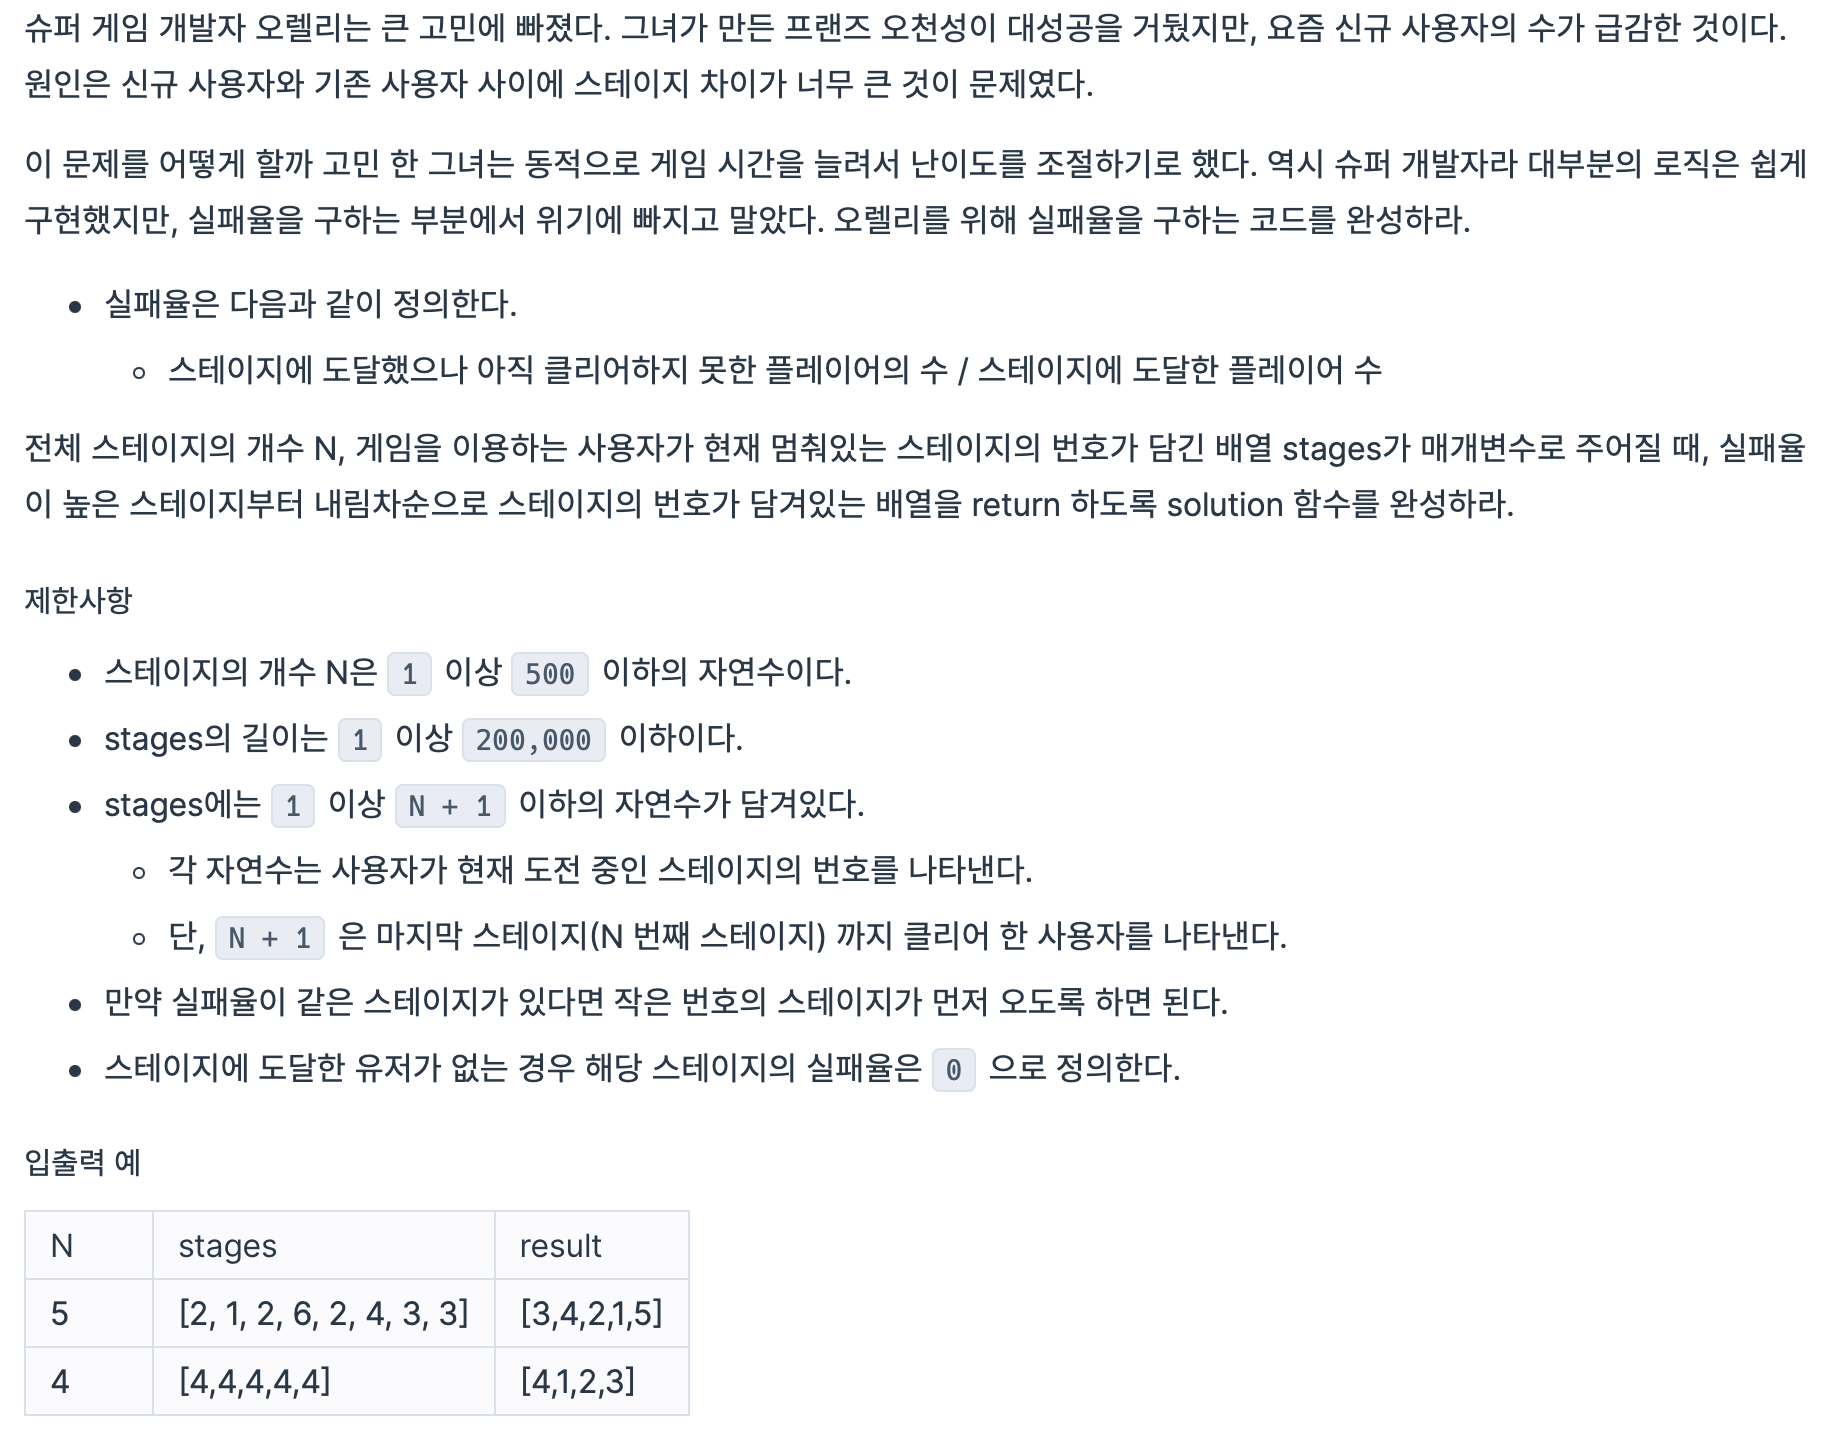 슈퍼 게임 개발자 오렐리는 큰 고민에 빠졌다. 그녀가 만든 프랜즈 오천성이 대성공을 거뒀지만, 요즘 신규 사용자의 수가 급감한 것이다.
원인은 신규 사용자와 기존 사용자 사이에 스테이지 차이가 너무 큰 것이 문제였다.
이 문제를 어떻게 할까 고민 한 그녀는 동적으로 게임 시간을 늘려서 난이도를 조절하기로 했다. 역시 슈퍼 개발자라 대부분의 로직은 쉽게
구현했지만, 실패율을 구하는 부분에서 위기에 빠지고 말았다. 오렐리를 위해 실패율을 구하는 코드를 완성하라.
실패율은 다음과 같이 정의한다.
스테이지에 도달했으나 아직 클리어하지 못한 플레이어의 수 / 스테이지에 도달한 플레이어 수
전체 스테이지의 개수 N, 게임을 이용하는 사용자가 현재 멈춰있는 스테이지의 번호가 담긴 배열 stages가 매개변수로 주어질 때, 실패율
이 높은 스테이지부터 내림차순으로 스테이지의 번호가 담겨있는 배열을 return 하도록 solution 함수를 완성하라.
제한사항
스테이지의 개수 N은 1 이상 500 이하의 자연수이다.
stages의 길이는 1 이상 200,000 이하이다.
stages에는 1 이상 N + 1 이하의 자연수가 담겨있다.
각 자연수는 사용자가 현재 도전 중인 스테이지의 번호를 나타낸다.
단, N + 1 은 마지막 스테이지(N 번째 스테이지) 까지 클리어 한 사용자를 나타낸다.
만약 실패율이 같은 스테이지가 있다면 작은 번호의 스테이지가 먼저 오도록 하면 된다.
스테이지에 도달한 유저가 없는 경우 해당 스테이지의 실패율은 0 으로 정의한다.
입출력 예
N stages result
5 [2, 1, 2, 6, 2, 4, 3, 3] [3,4,2,1,5]
4 [4,4,4,4,4] [4,1,2,3]